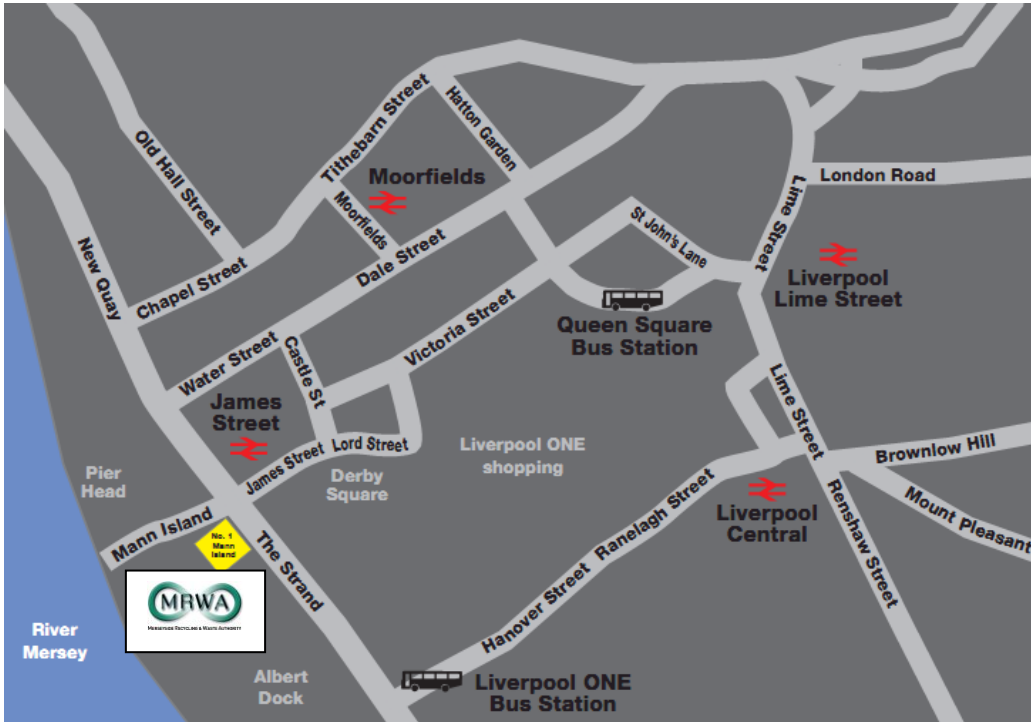 Old Hall Street
Tithebarn Street
Hatton Garden
Moorfields
Moorfields
London Road
Lime Street
St John's Lane
New Quay
Chapel Street
Dale Street
Liverpool
Lime Street
Victoria Street
Queen Square
Bus Station
Water Street
Castle St
James
Street
Lime Street
James Street
Lord Street
Liverpool ONE
shopping
Brownlow Hill
Pier
Head
Derby
Square
Ranelagh Street
Liverpool
Central
Renshaw Street
Mount Pleasant
Mann Island
No. 1
Mann
Island
The Strand
Hanover Street
MRWA
MERSEYSIDE RECYCLING & WASTE AUTHORITY
River
Mersey
Albert
Dock
Liverpool ONE
Bus Station